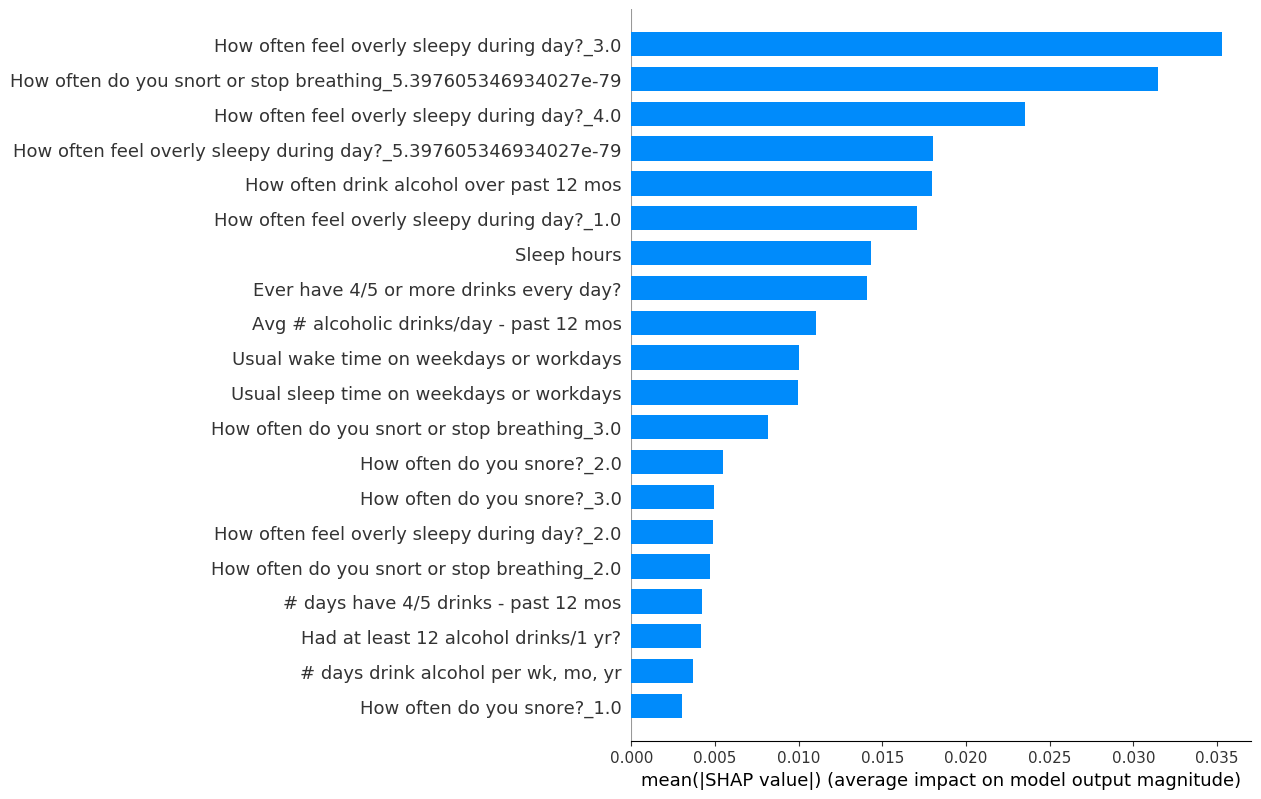 How often feel overly sleepy during day?_3.0
How often do you snort or stop breathing_5.397605346934027e-79
How often feel overly sleepy during day?_4.0
How often feel overly sleepy during day?_5.397605346934027e-79
How often drink alcohol over past 12 mos
How often feel overly sleepy during day?_1.0
Sleep hours
Ever have 4/5 or more drinks every day?
Avg # alcoholic drinks/day - past 12 mos
Usual wake time on weekdays or workdays
Usual sleep time on weekdays or workdays
How often do you snort or stop breathing_3.0
How often do you snore?_2.0
How often do you snore?_3.0
How often feel overly sleepy during day?_2.0
How often do you snort or stop breathing_2.0
# days have 4/5 drinks - past 12 mos
Had at least 12 alcohol drinks/1 yr?
# days drink alcohol per wk, mo, yr
How often do you snore?_1.0
0.000 0.005 0.010 0.015 0.020 0.025 0.030 0.035
mean(|SHAP value|) (average impact on model output magnitude)